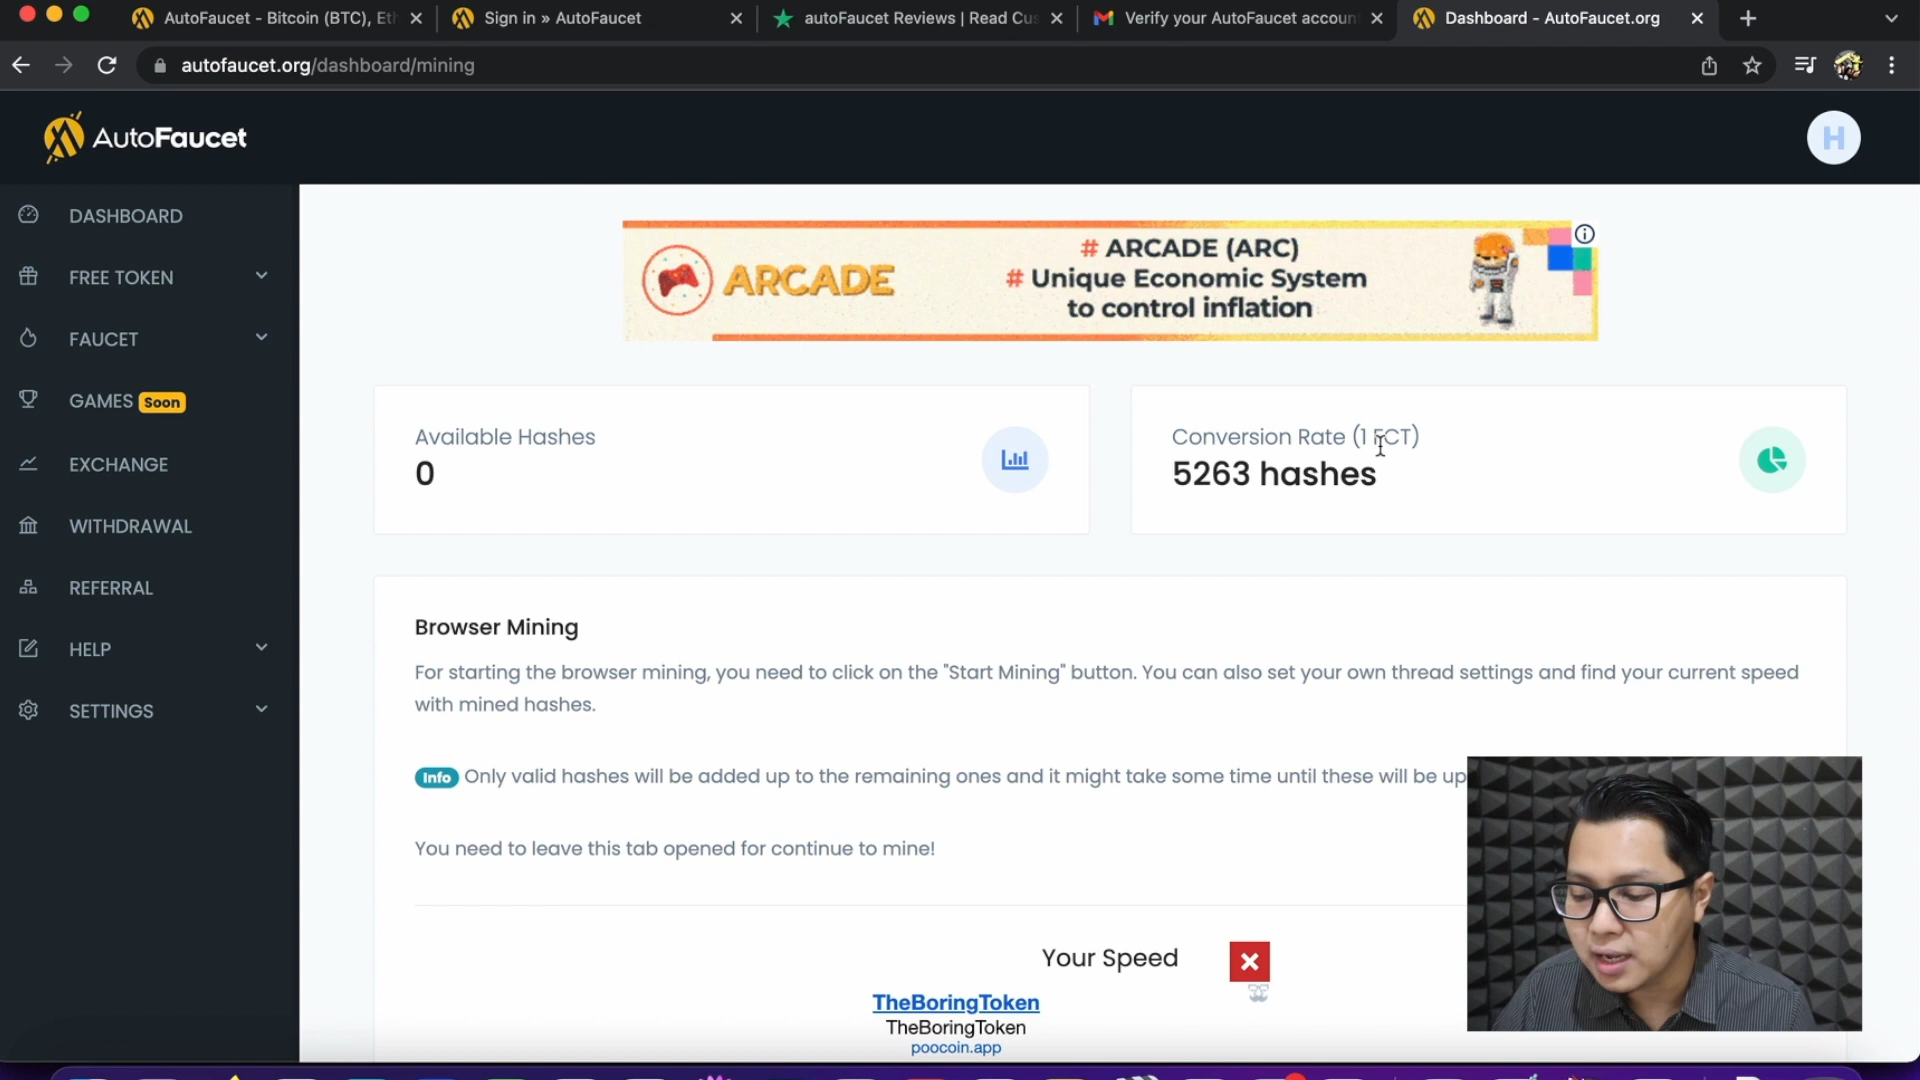 AutoFaucet - Bitcoin (BTC), Eth
Sign in » AutoFaucet
autoFaucet Reviews | Read Cus
Verify your AutoFaucet account
Dashboard - AutoFaucet.org
autofaucet.org/dashboard/mining
AutoFaucet
H
DASHBOARD
FREE TOKEN
FAUCET
GAMES Soon
EXCHANGE
WITHDRAWAL
REFERRAL
HELP
SETTINGS
ARCADE
# ARCADE (ARC)
# Unique Economic System
to control inflation
Available Hashes
0
Conversion Rate (1 FCT)
5263 hashes
Browser Mining
For starting the browser mining, you need to click on the "Start Mining" button. You can also set your own thread settings and find your current speed
with mined hashes.
Info Only valid hashes will be added up to the remaining ones and it might take some time until these will be up
You need to leave this tab opened for continue to mine!
Your Speed
TheBoringToken
TheBoringToken
poocoin.app